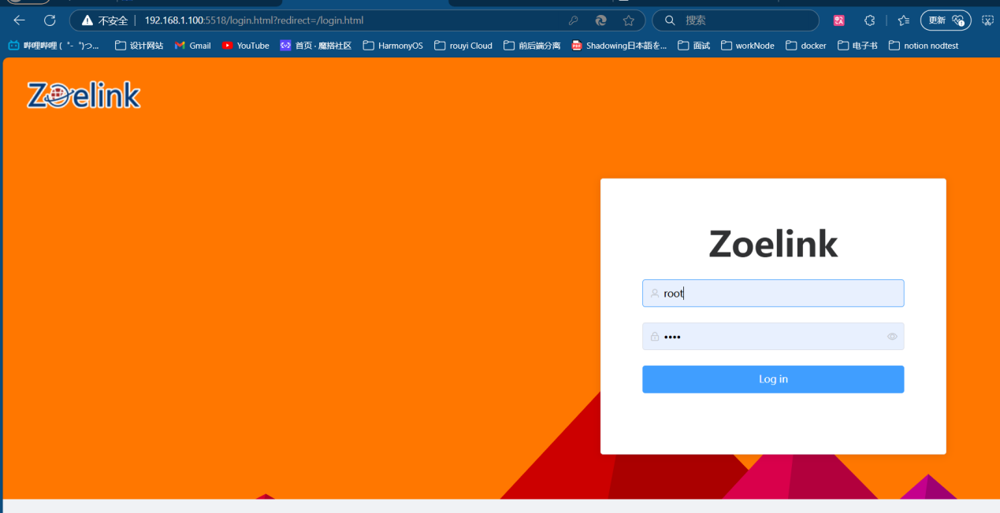 不安全 192.168.1.100:5518/login.html?redirect=/login.html 搜索 更新
哔哩哔哩 ( ゜- ゜)つ... 设计网站 Gmail YouTube 首页 · 魔搭社区 HarmonyOS rouyi Cloud 前后端分离 Shadowing日本語を... 面试 workNode docker 电子书 notion nodtest
Zoelink
Zoelink
root
Log in